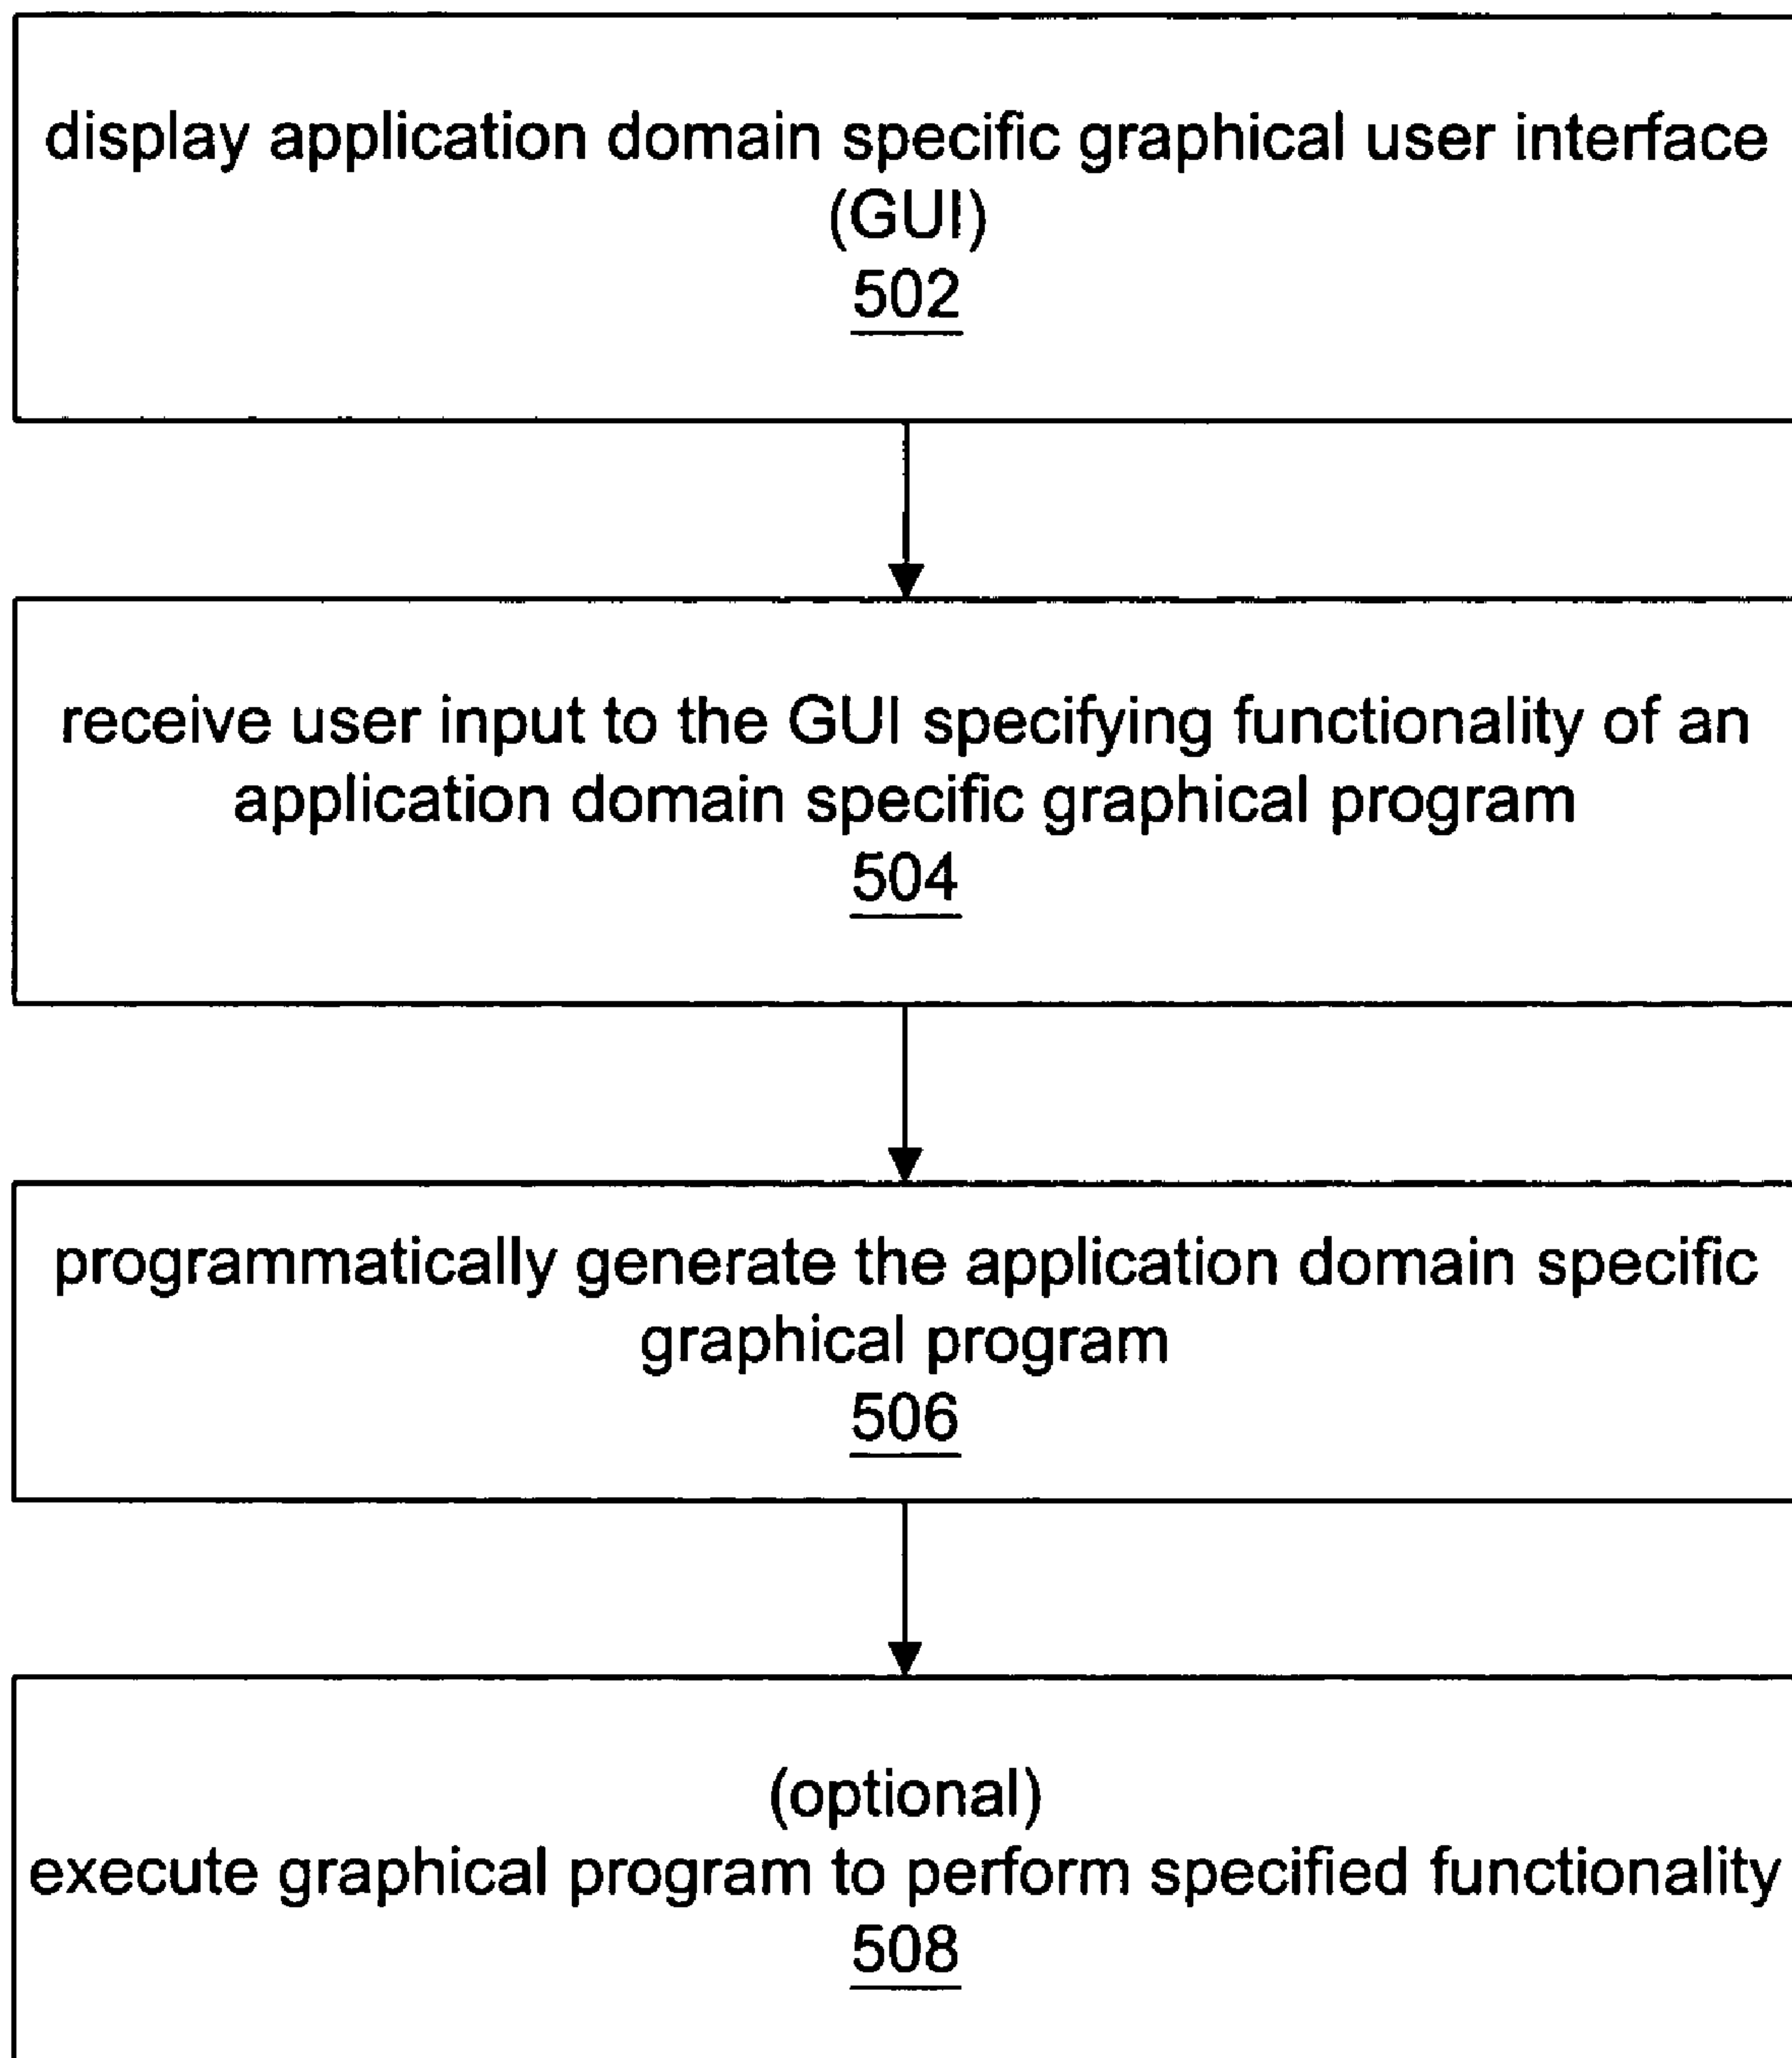 display application domain specific graphical user interface
(GUI)
502
receive user input to the GUI specifying functionality of an
application domain specific graphical program
504
programmatically generate the application domain specific
graphical program
506
(optional)
execute graphical program to perform specified functionality
508